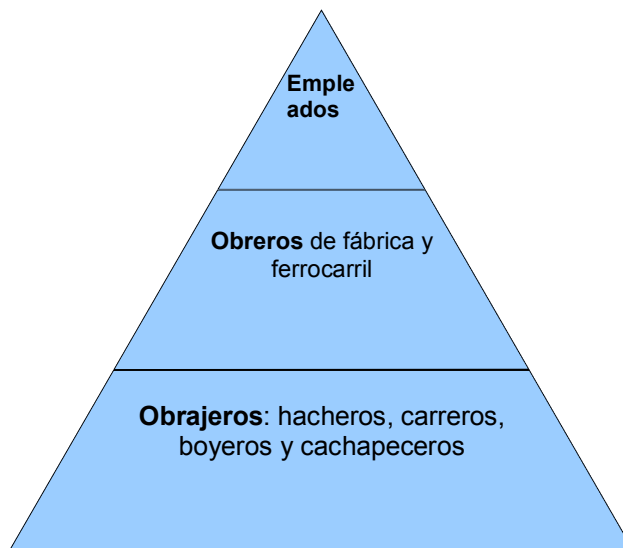 Emple
ados
Obreros de fábrica y
ferrocarril
Obrajeros: hacheros, carreros,
boyeros y cachapeceros